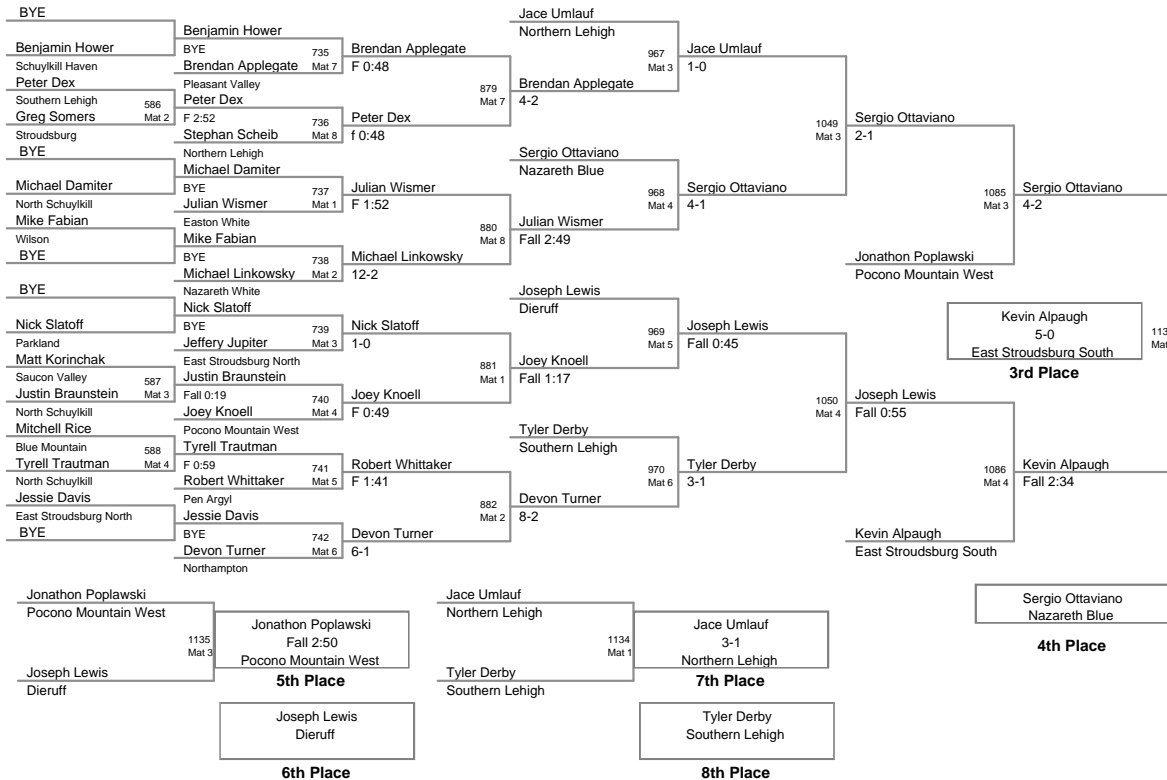 BYE
Benjamin Hower
Schuylkill Haven
Peter Dex
Southern Lehigh
586
Mat 2
Greg Somers
Stroudsburg
BYE
Michael Damiter
North Schuylkill
Mike Fabian
Wilson
BYE
BYE
Nick Slatoff
Parkland
Matt Korinchak
Saucon Valley
587
Mat 3
Justin Braunstein
North Schuylkill
Mitchell Rice
Blue Mountain
588
Mat 4
Tyrell Trautman
North Schuylkill
Jessie Davis
East Stroudsburg North
BYE
Benjamin Hower
BYE
735
Mat 7
Brendan Applegate
Pleasant Valley
Peter Dex
F 2:52
736
Mat 8
Stephan Scheib
Northern Lehigh
Michael Damiter
BYE
737
Mat 1
Julian Wismer
Easton White
Mike Fabian
BYE
738
Mat 2
Michael Linkowsky
Nazareth White
Nick Slatoff
BYE
739
Mat 3
Jeffery Jupiter
East Stroudsburg North
Justin Braunstein
Fall 0:19
740
Mat 4
Joey Knoell
Pocono Mountain West
Tyrell Trautman
F 0:59
741
Mat 5
Robert Whittaker
Pen Argyl
Jessie Davis
BYE
742
Mat 6
Devon Turner
Northampton
Brendan Applegate
F 0:48
879
Mat 7
Peter Dex
f 0:48
Julian Wismer
F 1:52
880
Mat 8
Michael Linkowsky
12-2
Nick Slatoff
1-0
881
Mat 1
Joey Knoell
F 0:49
Robert Whittaker
F 1:41
882
Mat 2
Devon Turner
6-1
Jace Umlauf
Northern Lehigh
967
Mat 3
Brendan Applegate
4-2
Sergio Ottaviano
Nazareth Blue
968
Mat 4
Julian Wismer
Fall 2:49
Joseph Lewis
Dieruff
969
Mat 5
Joey Knoell
Fall 1:17
Tyler Derby
Southern Lehigh
970
Mat 6
Devon Turner
8-2
Jace Umlauf
1-0
1049
Mat 3
Sergio Ottaviano
4-1
Joseph Lewis
Fall 0:45
1050
Mat 4
Tyler Derby
3-1
Sergio Ottaviano
2-1
1085
Mat 3
Jonathon Poplawski
Pocono Mountain West
Joseph Lewis
Fall 0:55
1086
Mat 4
Kevin Alpaugh
East Stroudsburg South
Sergio Ottaviano
4-2
Kevin Alpaugh
5-0
East Stroudsburg South
3rd Place
Kevin Alpaugh
Fall 2:34
Sergio Ottaviano
Nazareth Blue
4th Place
Jonathon Poplawski
Pocono Mountain West
1135
Mat 3
Joseph Lewis
Dieruff
Jonathon Poplawski
Fall 2:50
Pocono Mountain West
5th Place
Joseph Lewis
Dieruff
6th Place
Jace Umlauf
Northern Lehigh
1134
Mat 1
Tyler Derby
Southern Lehigh
Jace Umlauf
3-1
Northern Lehigh
7th Place
Tyler Derby
Southern Lehigh
8th Place